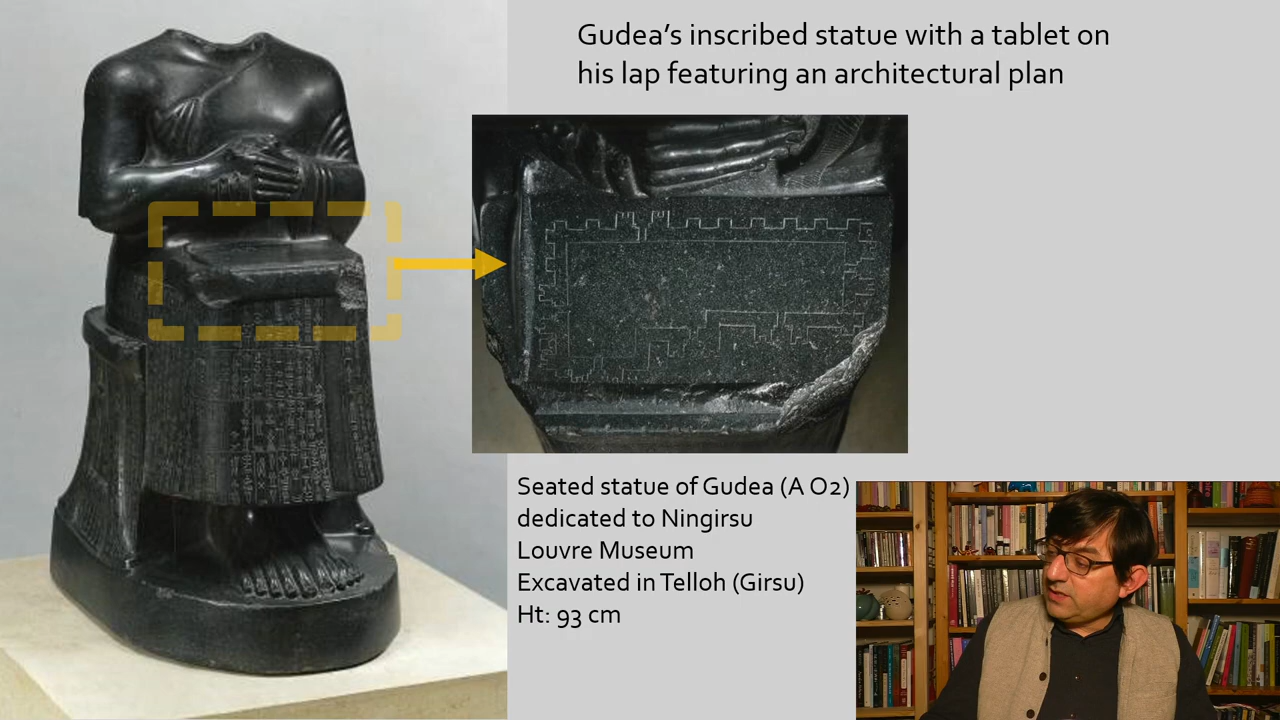 Gudea's inscribed statue with a tablet on
his lap featuring an architectural plan
Seated statue of Gudea (A O2)
dedicated to Ningirsu
Louvre Museum
Excavated in Telloh (Girsu)
Ht: 93 cm